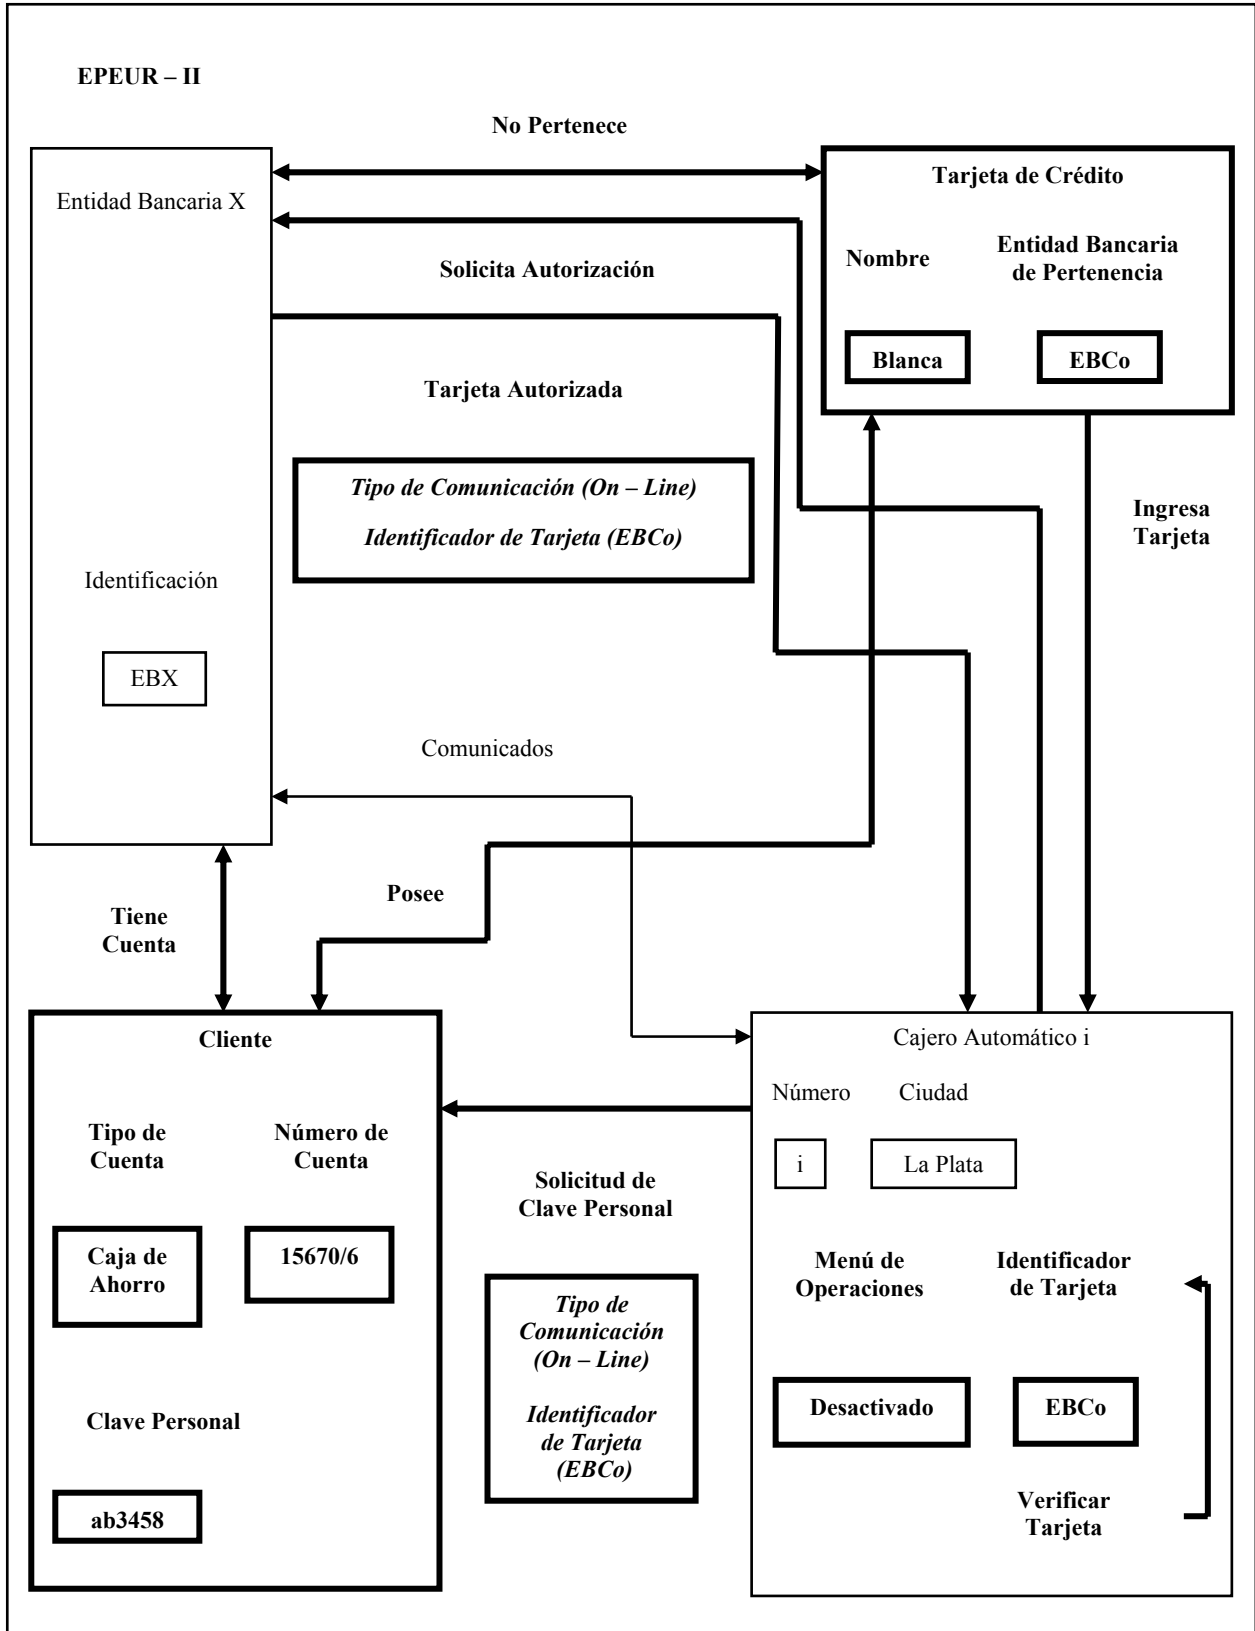 EPEUR – II
No Pertenece
Entidad Bancaria X
Tarjeta de Crédito
Nombre
Entidad Bancaria
de Pertenencia
Blanca
EBCo
Solicita Autorización
Tarjeta Autorizada
Tipo de Comunicación (On – Line)
Identificador de Tarjeta (EBCo)
Ingresa
Tarjeta
Identificación
EBX
Comunicados
Posee
Tiene
Cuenta
Cliente
Tipo de
Cuenta
Número de
Cuenta
Caja de
Ahorro
15670/6
Clave Personal
ab3458
Solicitud de
Clave Personal
Tipo de
Comunicación
(On – Line)
Identificador
de Tarjeta
(EBCo)
Cajero Automático i
Número
Ciudad
i
La Plata
Menú de
Operaciones
Identificador
de Tarjeta
Desactivado
EBCo
Verificar
Tarjeta